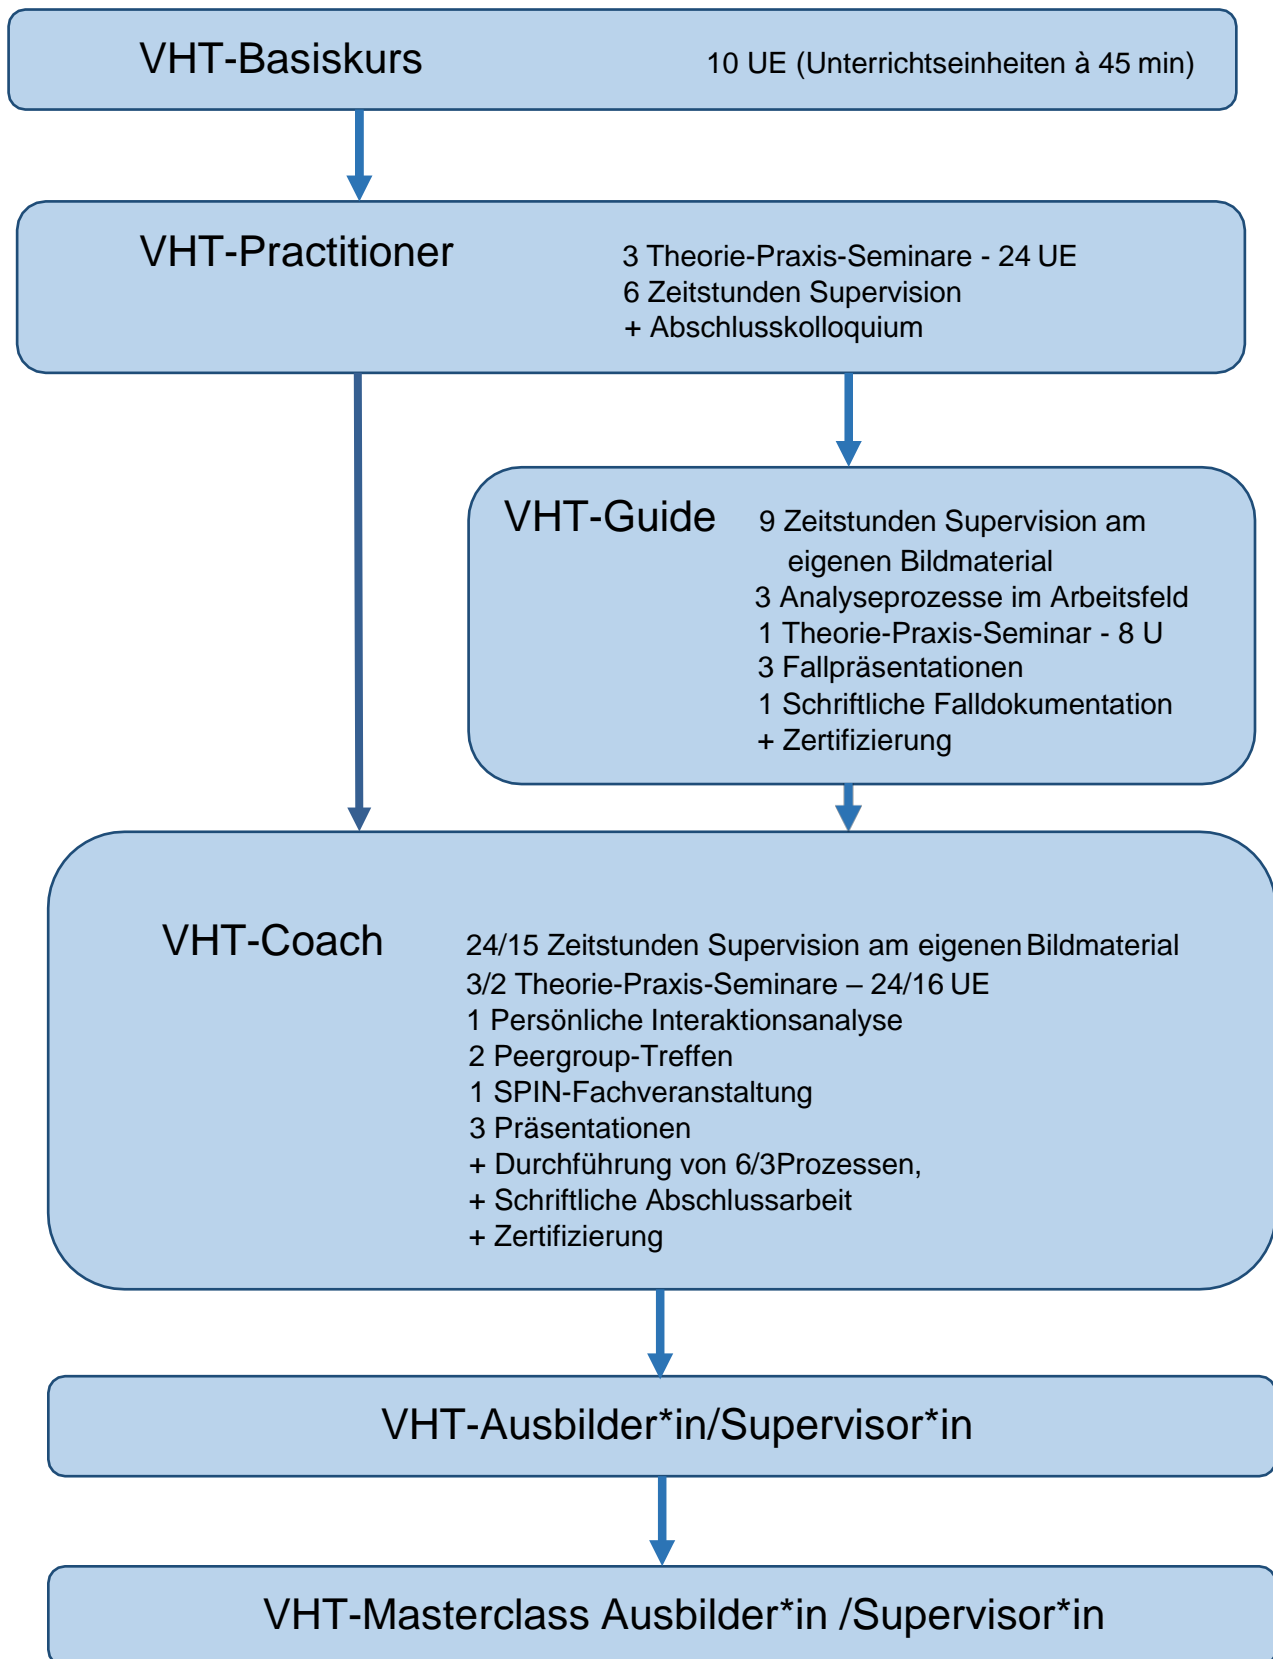 VHT-Basiskurs 10 UE (Unterrichtseinheiten à 45 min)
VHT-Practitioner 3 Theorie-Praxis-Seminare - 24 UE
6 Zeitstunden Supervision
+ Abschlusskolloquium
VHT-Guide 9 Zeitstunden Supervision am
eigenen Bildmaterial
3 Analyseprozesse im Arbeitsfeld
1 Theorie-Praxis-Seminar - 8 U
3 Fallpräsentationen
1 Schriftliche Falldokumentation
+ Zertifizierung
VHT-Coach 24/15 Zeitstunden Supervision am eigenen Bildmaterial
3/2 Theorie-Praxis-Seminare – 24/16 UE
1 Persönliche Interaktionsanalyse
2 Peergroup-Treffen
1 SPIN-Fachveranstaltung
3 Präsentationen
+ Durchführung von 6/3Prozessen,
+ Schriftliche Abschlussarbeit
+ Zertifizierung
VHT-Ausbilder*in/Supervisor*in
VHT-Masterclass Ausbilder*in /Supervisor*in